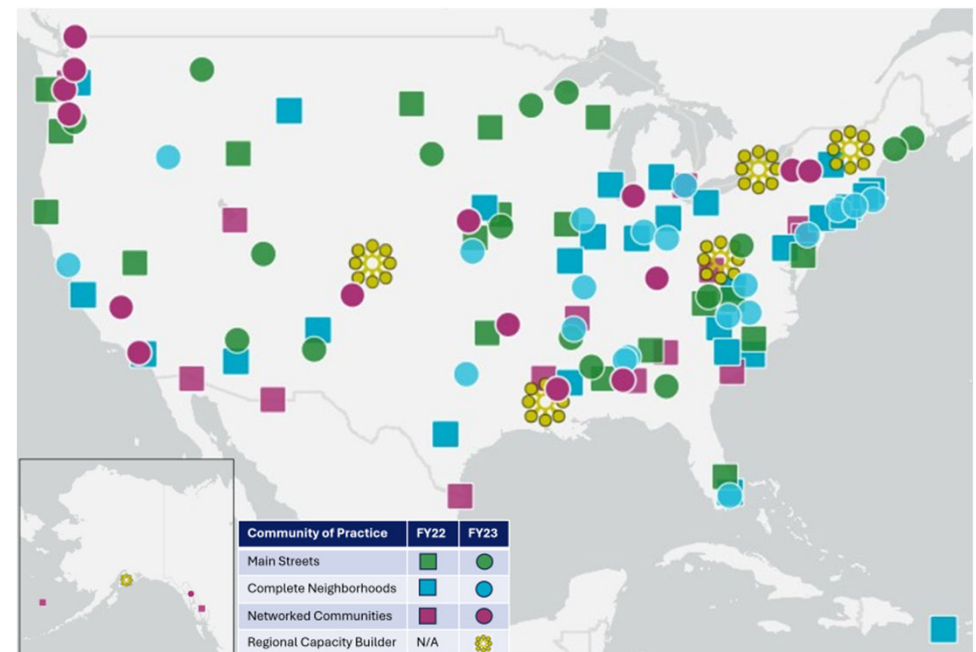 Community of Practice FY22 FY23
Main Streets
Complete Neighborhoods
Networked Communities
Regional Capacity Builder N/A